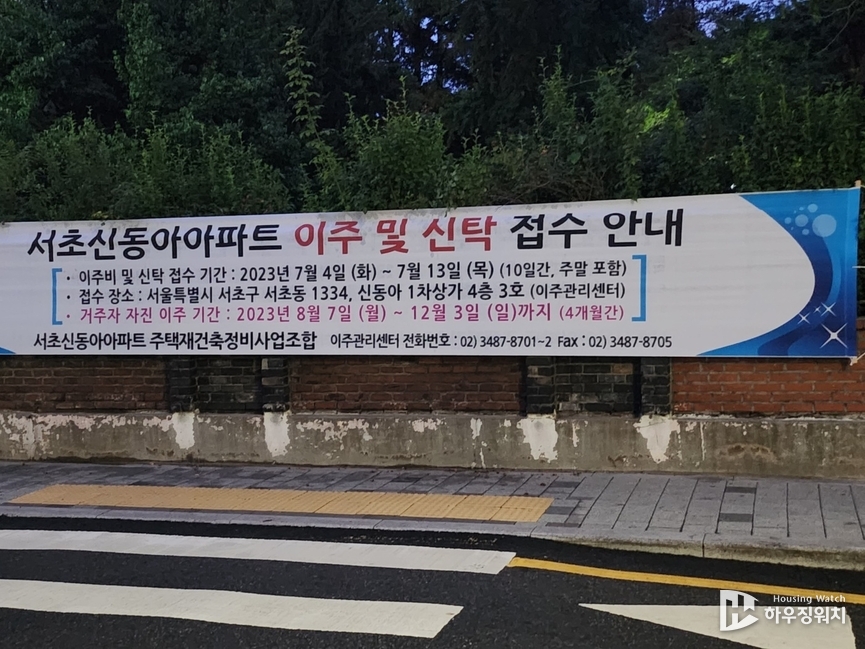 서초신동아아파트 이주 및 신탁 접수 안내
· 이주비 및 신탁 접수 기간 : 2023년 7월 4일 (화) ~ 7월 13일 (목) (10일간, 주말 포함)
· 접수 장소 : 서울특별시 서초구 서초동 1334, 신동아 1차상가 4층 3호 (이주관리센터)
· 거주자 자진 이주 기간 : 2023년 8월 7일 (월) ~ 12월 3일 (일)까지 (4개월간)
서초신동아아파트 주택재건축정비사업조합 이주관리센터 전화번호 : 02) 3487-8701~2 Fax : 02) 3487-8705
Housing Watch
하우징워치